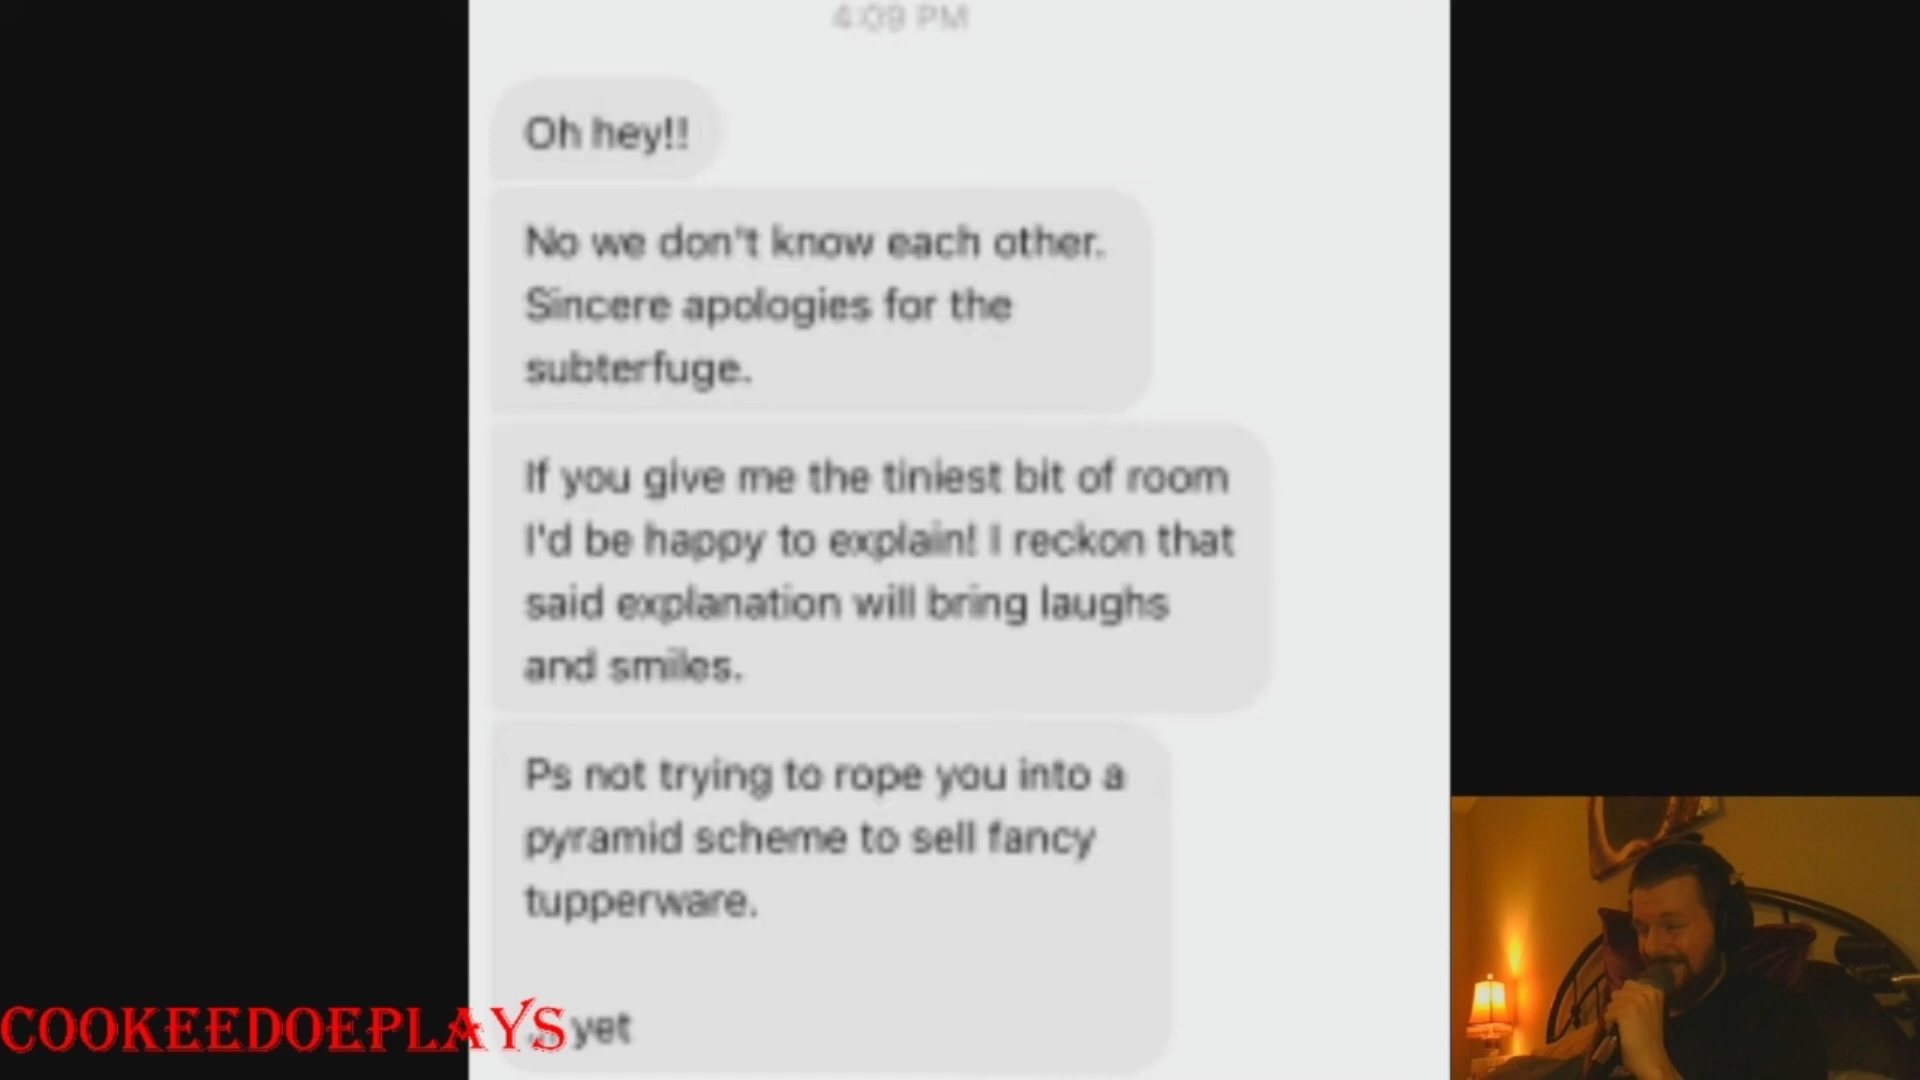 4:09 PM
Oh hey!!
No we don't know each other.
Sincere apologies for the
subterfuge.
If you give me the tiniest bit of room
I'd be happy to explain! I reckon that
said explanation will bring laughs
and smiles.
Ps not trying to rope you into a
pyramid scheme to sell fancy
tupperware.
yet
COOKEEDOEPLAYS